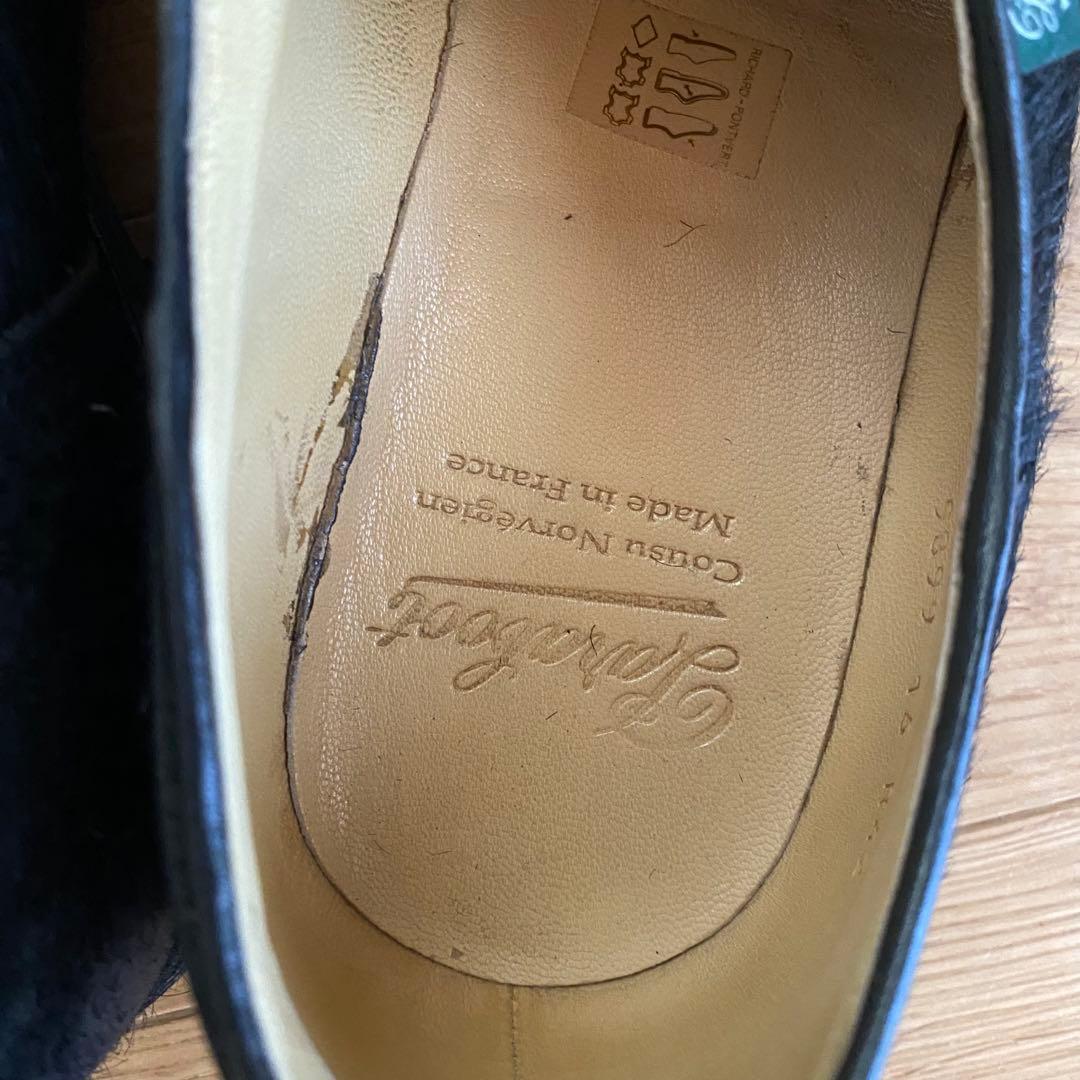 Paraboot
Cousu Norvégien
Made in France
RICHARD-PONTVERT